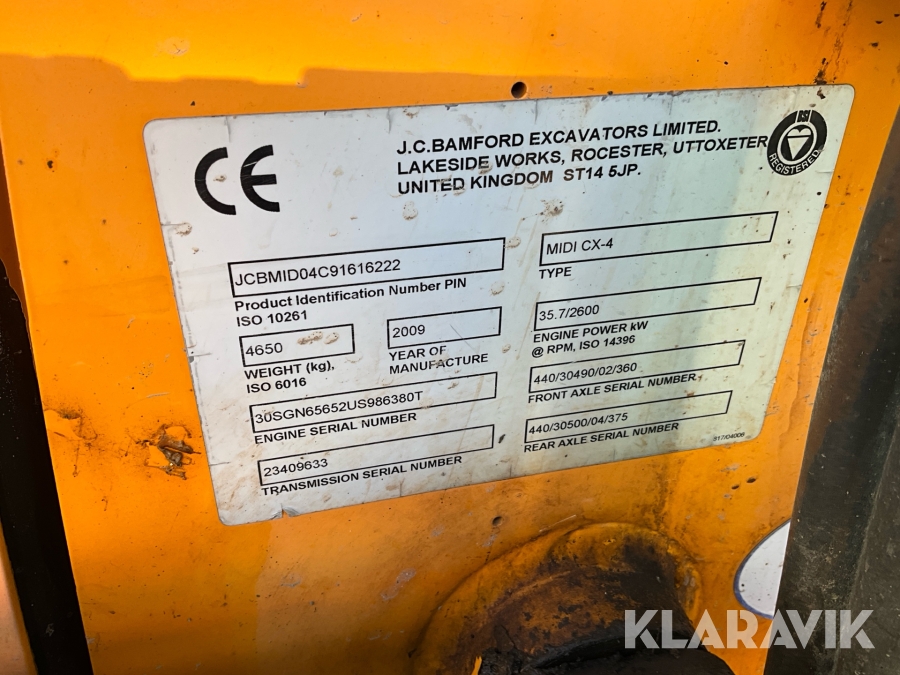 CE
J.C.BAMFORD EXCAVATORS LIMITED.
LAKESIDE WORKS, ROCESTER, UTTOXETER
UNITED KINGDOM ST14 5JP.
BSI
REGISTERED
JCBMID04C91616222
Product Identification Number PIN
ISO 10261
MIDI CX-4
TYPE
4650
WEIGHT (kg),
ISO 6016
2009
YEAR OF
MANUFACTURE
35.7/2600
ENGINE POWER kW
@ RPM, ISO 14396
30SGN65652US986380T
ENGINE SERIAL NUMBER
440/30490/02/360
FRONT AXLE SERIAL NUMBER
23409633
TRANSMISSION SERIAL NUMBER
440/30500/04/375
REAR AXLE SERIAL NUMBER
817/04006
KLARAVIK